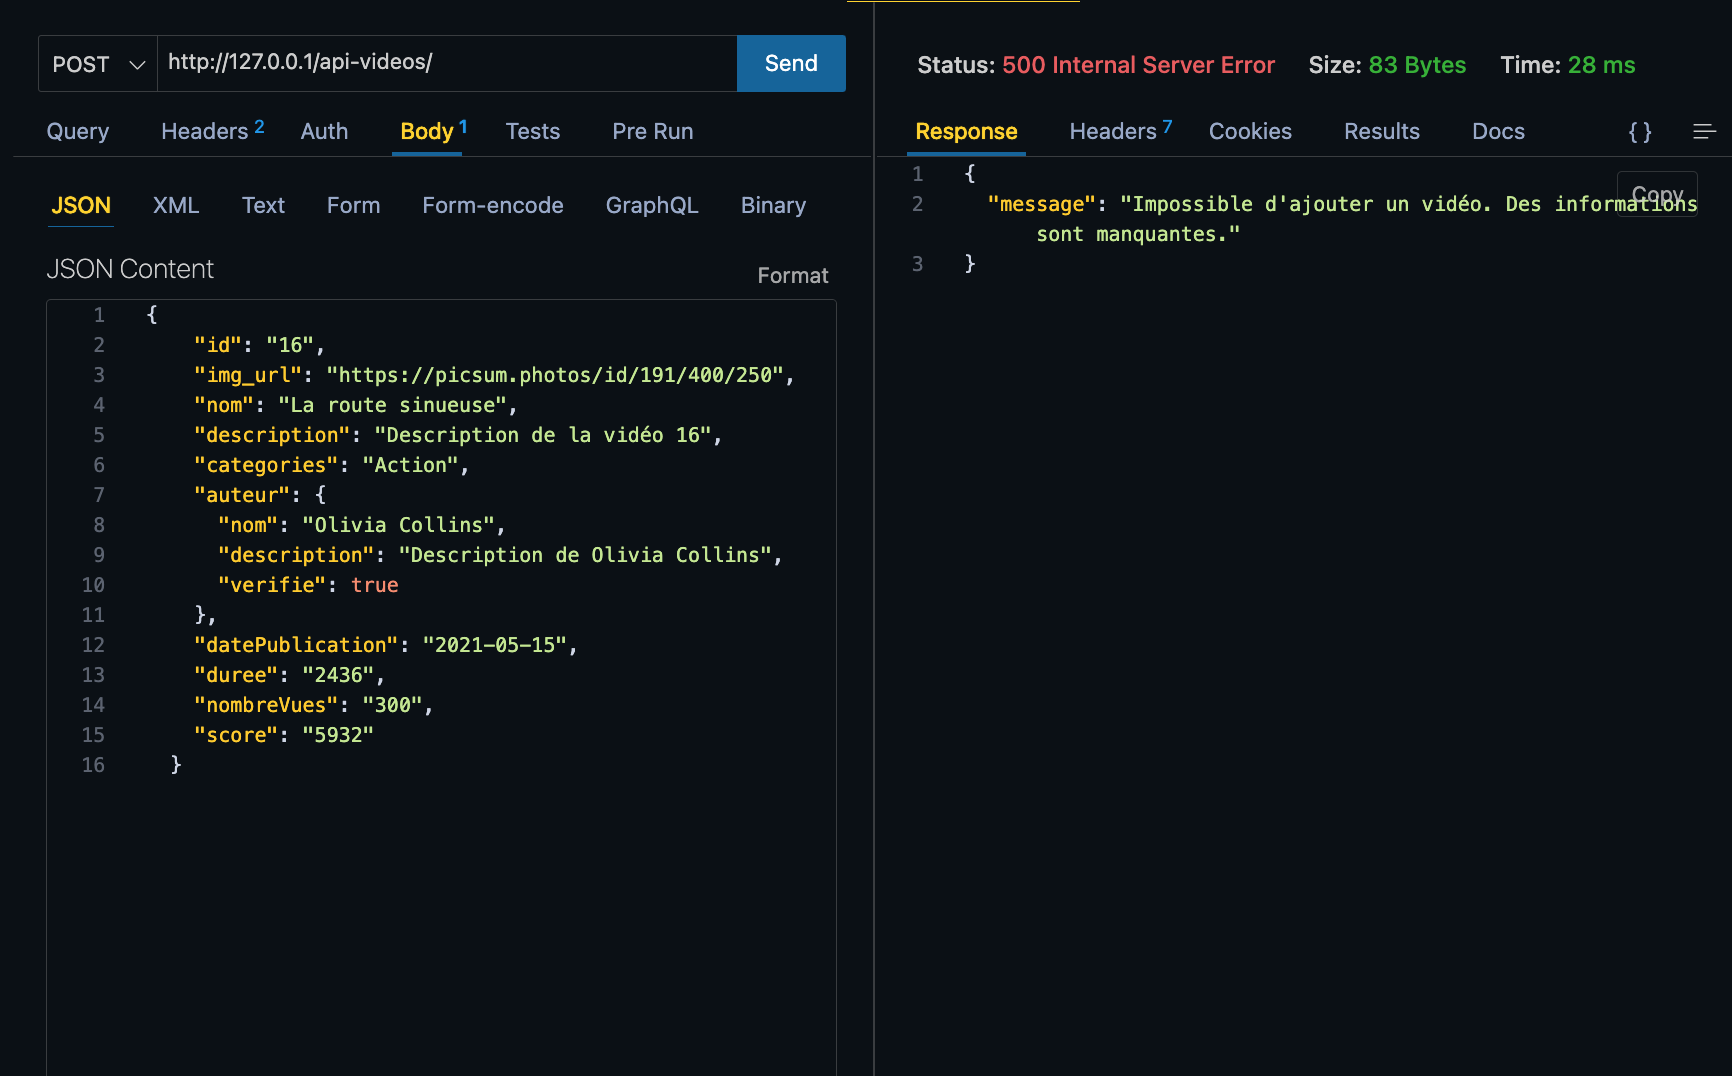 POST http://127.0.0.1/api-videos/ Send
Query Headers 2 Auth Body 1 Tests Pre Run
JSON XML Text Form Form-encode GraphQL Binary
JSON Content
Format
1 {
2 "id": "16",
3 "img_url": "https://picsum.photos/id/191/400/250",
4 "nom": "La route sinueuse",
5 "description": "Description de la vidéo 16",
6 "categories": "Action",
7 "auteur": {
8 "nom": "Olivia Collins",
9 "description": "Description de Olivia Collins",
10 "verifie": true
11 },
12 "datePublication": "2021-05-15",
13 "duree": "2436",
14 "nombreVues": "300",
15 "score": "5932"
16 }
Status: 500 Internal Server Error Size: 83 Bytes Time: 28 ms
Response Headers 7 Cookies Results Docs { }
1 {
Copy
2 "message": "Impossible d'ajouter un vidéo. Des informations
sont manquantes."
3 }